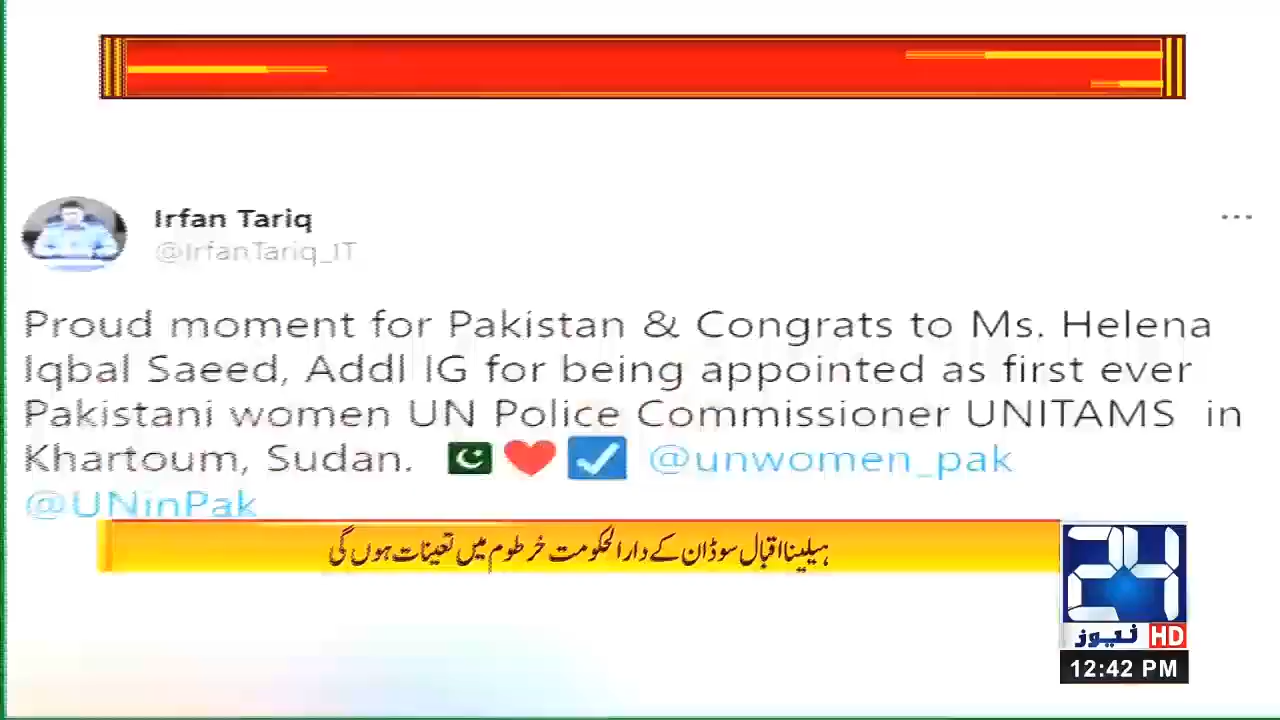 Irfan Tariq
@IrfanTariq_IT
...
Proud moment for Pakistan & Congrats to Ms. Helena
Iqbal Saeed, Addl IG for being appointed as first ever
Pakistani women UN Police Commissioner UNITAMS in
Khartoum, Sudan. 🇵🇰❤️☑️ @unwomen_pak
@UNinPak
ہیلینا اقبال سوڈان کے دارالحکومت خرطوم میں تعینات ہوں گی
24
نیوز HD
12:42 PM